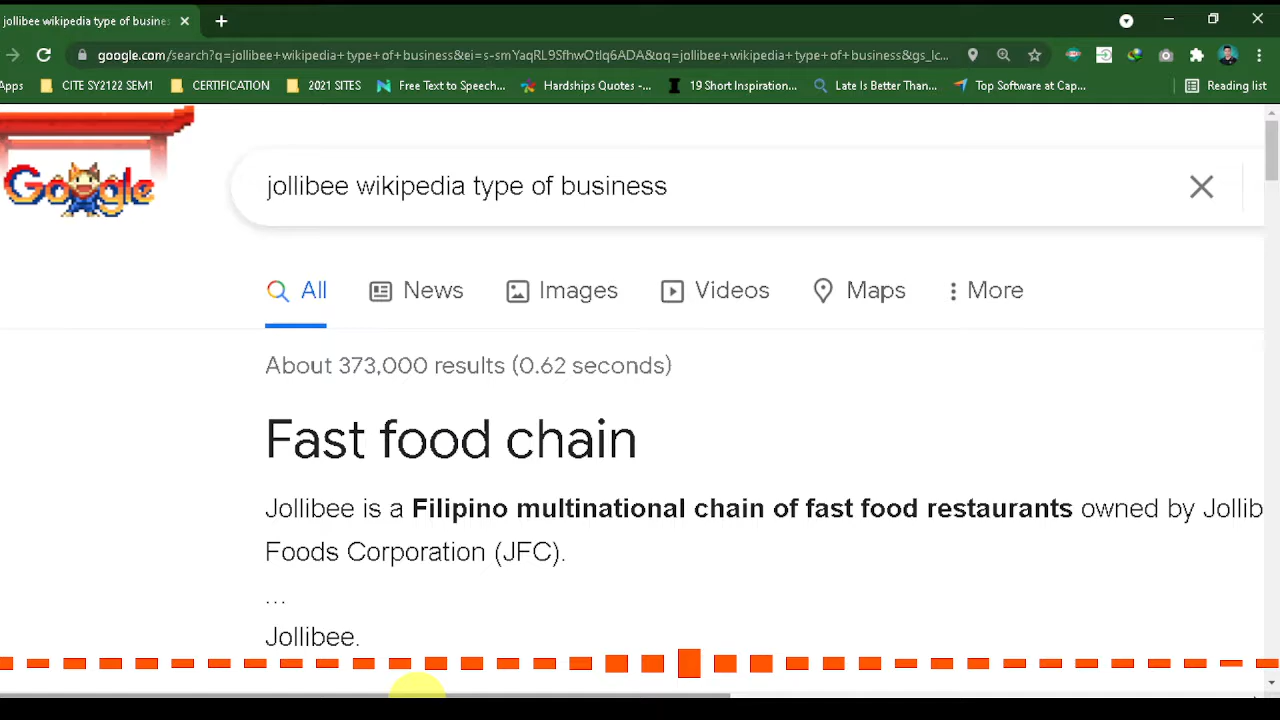 jollibee wikipedia type of busines
google.com/search?q=jollibee+wikipedia+type+of+business&ei=s-smYaqRL9SfhwOtlq6ADA&oq=jollibee+wikipedia+type+of+business&gs_lc...
Apps CITE SY2122 SEM1 CERTIFICATION 2021 SITES Free Text to Speech... Hardships Quotes -... 19 Short Inspiration... Late Is Better Than... Top Software at Cap... Reading list
Google
jollibee wikipedia type of business
All News Images Videos Maps More
About 373,000 results (0.62 seconds)
Fast food chain
Jollibee is a Filipino multinational chain of fast food restaurants owned by Jollib
Foods Corporation (JFC).
...
Jollibee.